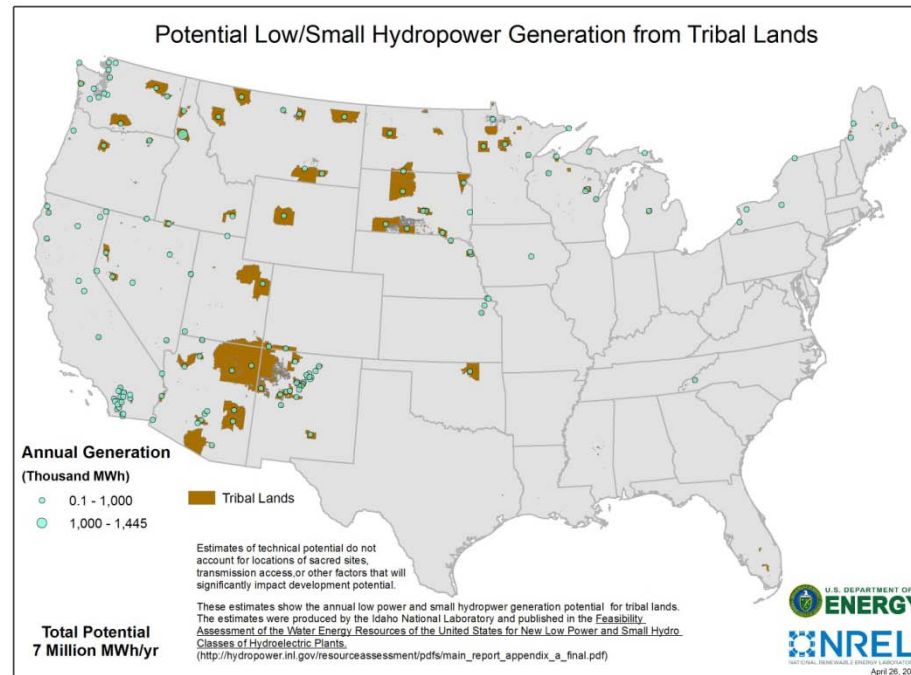 Potential Low/Small Hydropower Generation from Tribal Lands
Annual Generation
(Thousand MWh)
0.1 - 1,000
1,000 - 1,445
Tribal Lands
Estimates of technical potential do not
account for locations of sacred sites,
transmission access,or other factors that will
significantly impact development potential.
These estimates show the annual low power and small hydropwer generation potential for tribal lands.
The estimates were produced by the Idaho National Laboratory and published in the Feasibility
Assessment of the Water Energy Resources of the United States for New Low Power and Small Hydro
Classes of Hydroelectric Plants.
(http://hydropower.inl.gov/resourceassessment/pdfs/main_report_appendix_a_final.pdf)
Total Potential
7 Million MWh/yr
U.S. DEPARTMENT OF
ENERGY
NREL
NATIONAL RENEWABLE ENERGY LABORATORY
April 26,